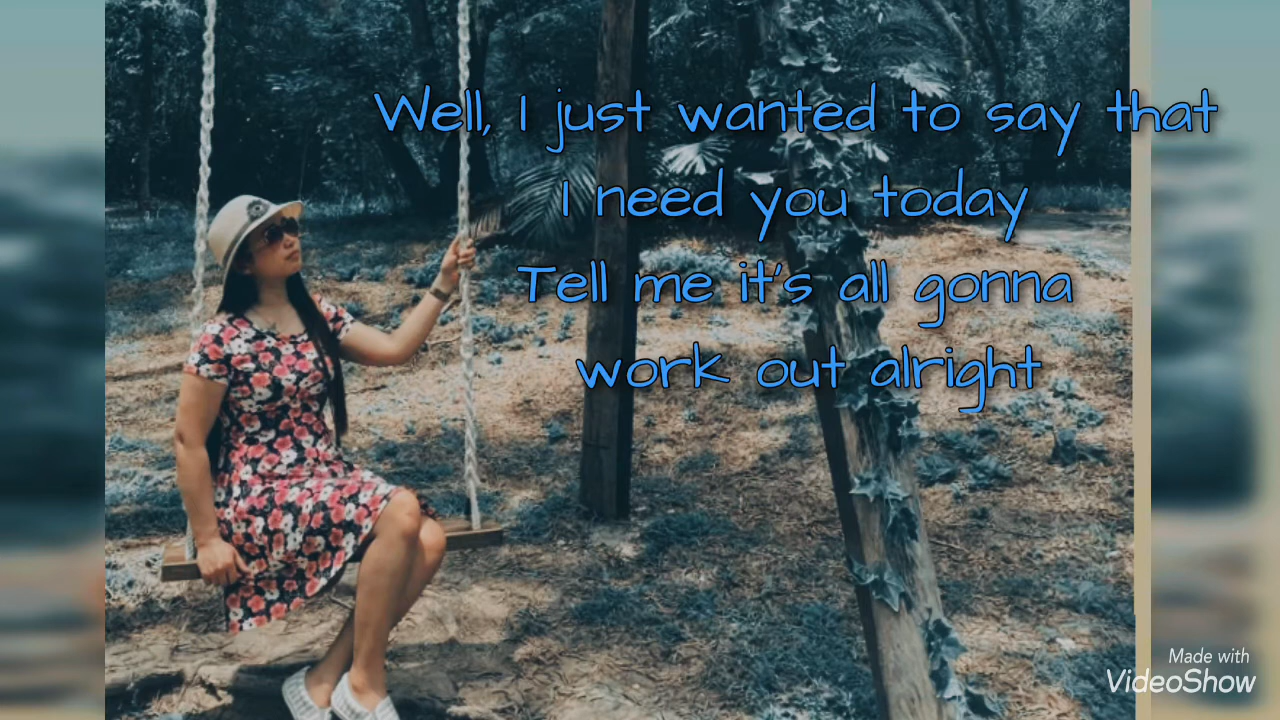 Well, I just wanted to say that
I need you today
Tell me it's all gonna
work out alright
Made with
VideoShow